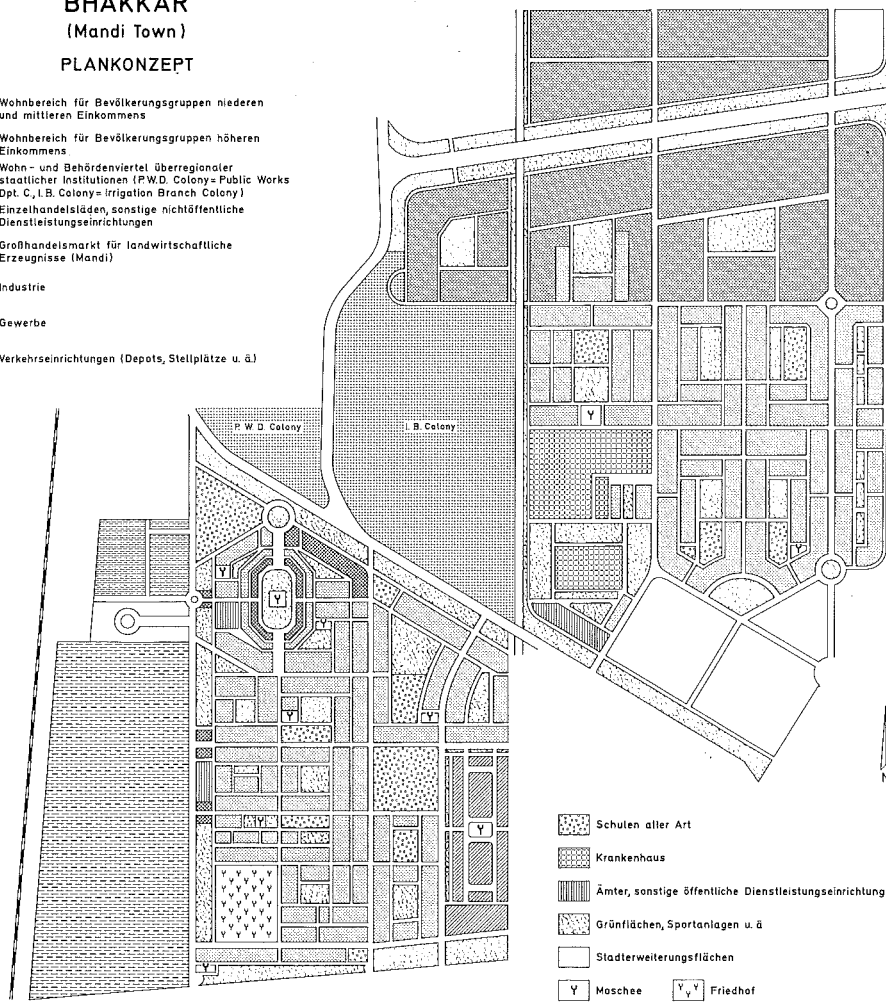 BHAKKAR
(Mandi Town)
PLANKONZEPT
Wohnbereich für Bevölkerungsgruppen niederen
und mittleren Einkommens
Wohnbereich für Bevölkerungsgruppen höheren
Einkommens
Wohn- und Behördenviertel überregionaler
staatlicher Institutionen (P.W.D. Colony = Public Works
Dpt. C., I. B. Colony = Irrigation Branch Colony)
Einzelhandelsläden, sonstige nichtöffentliche
Dienstleistungseinrichtungen
Großhandelsmarkt für landwirtschaftliche
Erzeugnisse (Mandi)
Industrie
Gewerbe
Verkehrseinrichtungen (Depots, Stellplätze u. ä.)
P. W. D. Colony
I. B. Colony
N
Schulen aller Art
Krankenhaus
Ämter, sonstige öffentliche Dienstleistungseinrichtung
Grünflächen, Sportanlagen u. ä
Stadterweiterungsflächen
Moschee
Friedhof